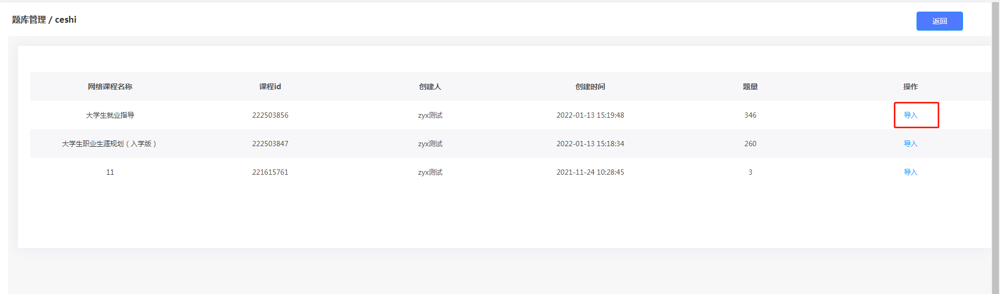 题库管理 / ceshi
返回
网络课程名称 课程id 创建人 创建时间 题量 操作
大学生就业指导 222503856 zyx测试 2022-01-13 15:19:48 346 导入
大学生职业生涯规划（入学版） 222503847 zyx测试 2022-01-13 15:18:34 260 导入
11 221615761 zyx测试 2021-11-24 10:28:45 3 导入